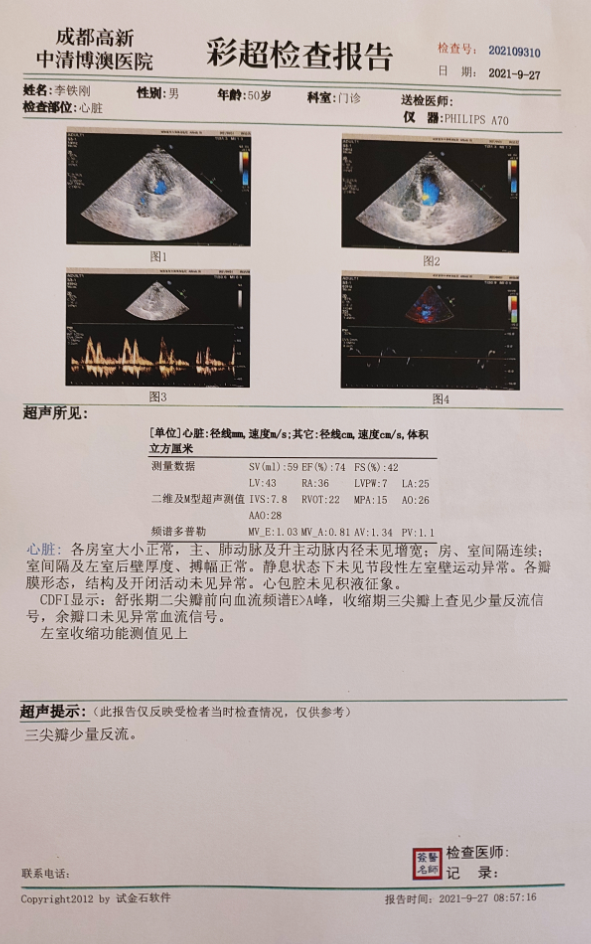 成都高新
中清博澳医院
彩超检查报告
检查号: 202109310
日 期: 2021-9-27
姓名:李铁刚 性别:男 年龄:50岁 科室:门诊 送检医师:
检查部位:心脏 仪 器:PHILIPS A70
图1
图2
图3
图4
超声所见:
[单位]心脏:径线mm,速度m/s;其它:径线cm,速度cm/s,体积
立方厘米
测量数据 SV(ml):59 EF(%):74 FS(%):42
LV:43 RA:36 LVPW:7 LA:25
二维及M型超声测值 IVS:7.8 RVOT:22 MPA:15 AO:26
AAO:28
频谱多普勒 MV_E:1.03 MV_A:0.81 AV:1.34 PV:1.1
心脏: 各房室大小正常，主、肺动脉及升主动脉内径未见增宽；房、室间隔连续；
室间隔及左室后壁厚度、搏幅正常。静息状态下未见节段性左室壁运动异常。各瓣
膜形态，结构及开闭活动未见异常。心包腔未见积液征象。
CDFI显示：舒张期二尖瓣前向血流频谱E>A峰，收缩期三尖瓣上查见少量反流信
号，余瓣口未见异常血流信号。
左室收缩功能测值见上
超声提示:（此报告仅反映受检者当时检查情况，仅供参考）
三尖瓣少量反流。
检查医师:
联系电话: 记 录:
Copyright2012 by 试金石软件 报告时间: 2021-9-27 08:57:16